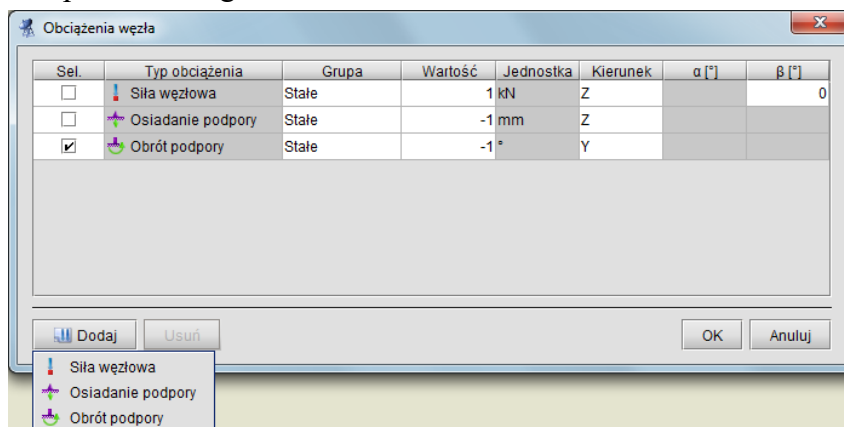 Obciążenia węzła
Sel. Typ obciążenia Grupa Wartość Jednostka Kierunek α [°] β [°]
Siła węzłowa Stałe 1 kN Z 0
Osiadanie podpory Stałe -1 mm Z
Obrót podpory Stałe -1 ° Y
Dodaj Usuń OK Anuluj
Siła węzłowa
Osiadanie podpory
Obrót podpory